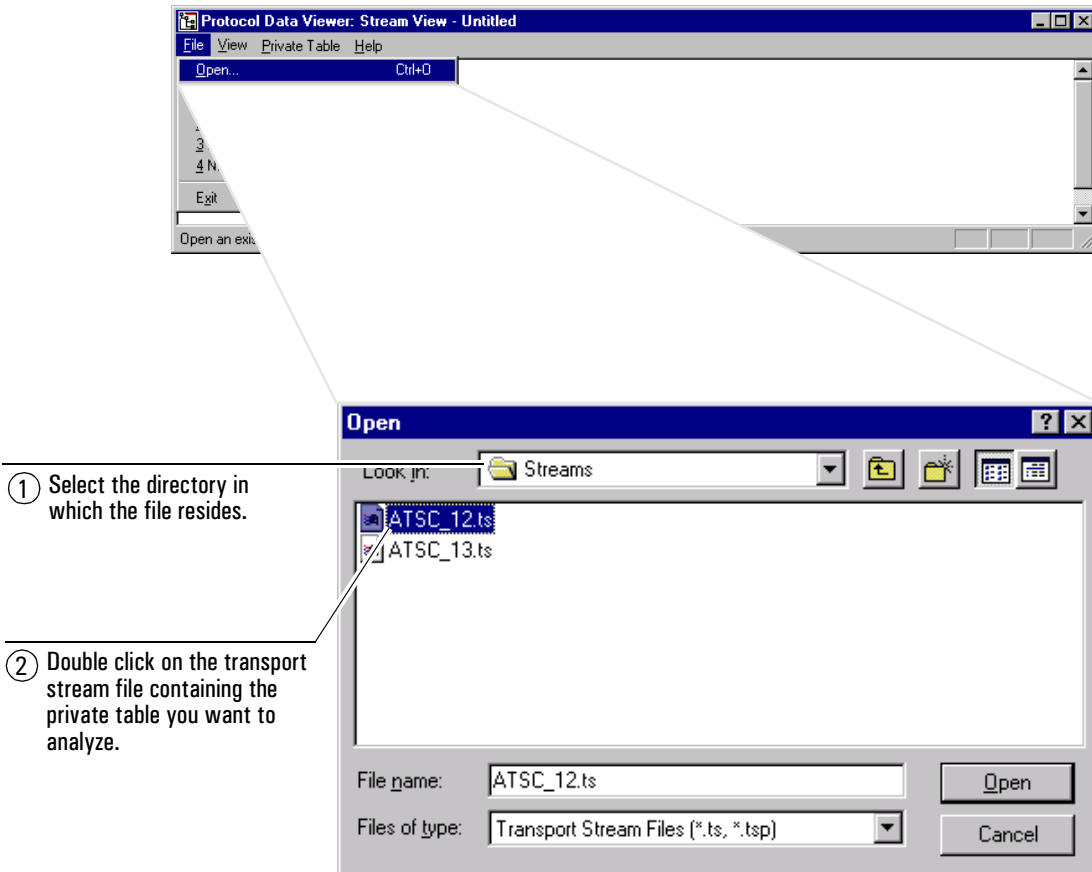 Protocol Data Viewer: Stream View - Untitled
File View Private Table Help
Open... Ctrl+O
3
4 N
Exit
Open an exis
Open
Look in: Streams
1 Select the directory in
which the file resides.
ATSC_12.ts
ATSC_13.ts
2 Double click on the transport
stream file containing the
private table you want to
analyze.
File name: ATSC_12.ts Open
Files of type: Transport Stream Files (*.ts, *.tsp) Cancel